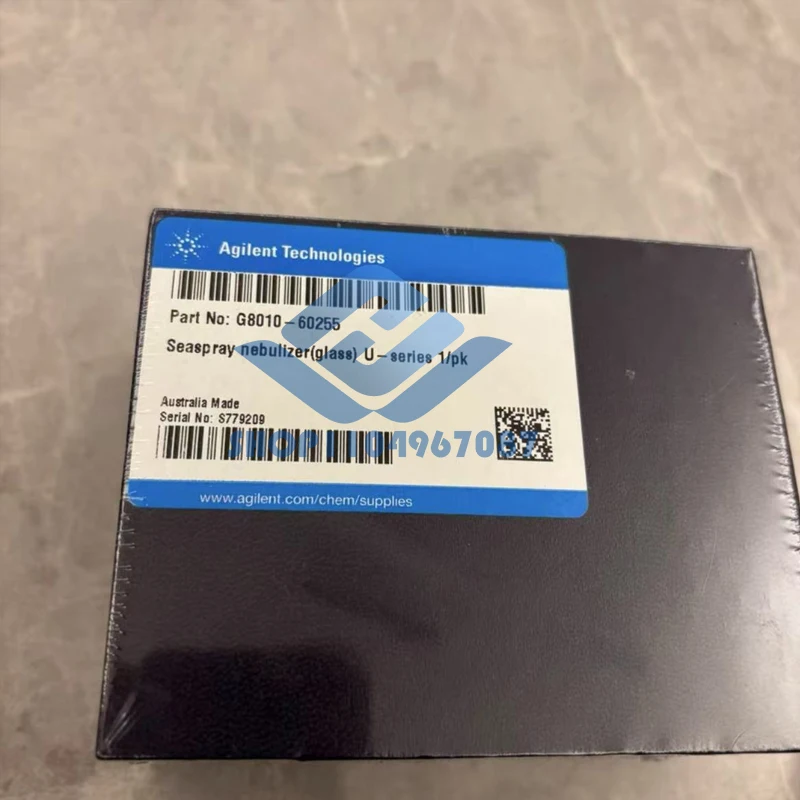 Agilent Technologies
Part No: G8010-60255
Seaspray nebulizer(glass) U-series 1/pk
Australia Made
Serial No: S779209
SHOP1104967087
www.agilent.com/chem/supplies